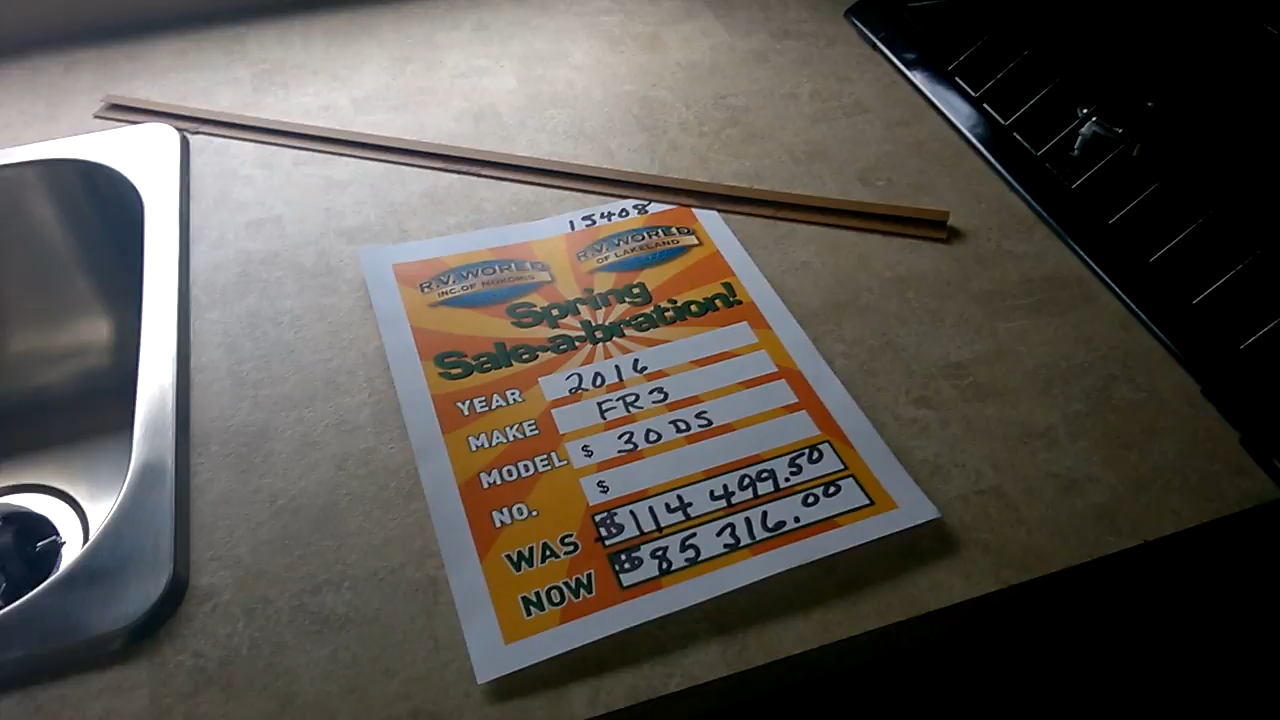 15408
R.V. WORLD
INC. OF NOKOMIS
R.V. WORLD
OF LAKELAND
Spring
Sale-a-bration!
YEAR 2016
MAKE FR3
MODEL $ 30DS
NO. $
WAS $114 499.50
NOW $85 316.00